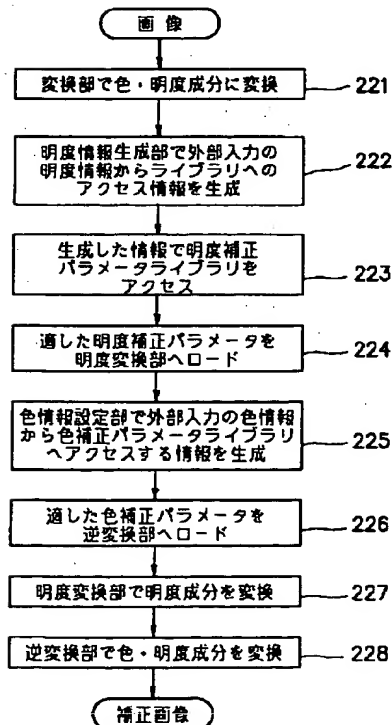 画像
変換部で色・明度成分に変換
221
明度情報生成部で外部入力の
明度情報からライブラリへの
アクセス情報を生成
222
生成した情報で明度補正
パラメータライブラリを
アクセス
223
適した明度補正パラメータを
明度変換部へロード
224
色情報設定部で外部入力の色情報
から色補正パラメータライブラリ
へアクセスする情報を生成
225
適した色補正パラメータを
逆変換部へロード
226
明度変換部で明度成分を変換
227
逆変換部で色・明度成分を変換
228
補正画像